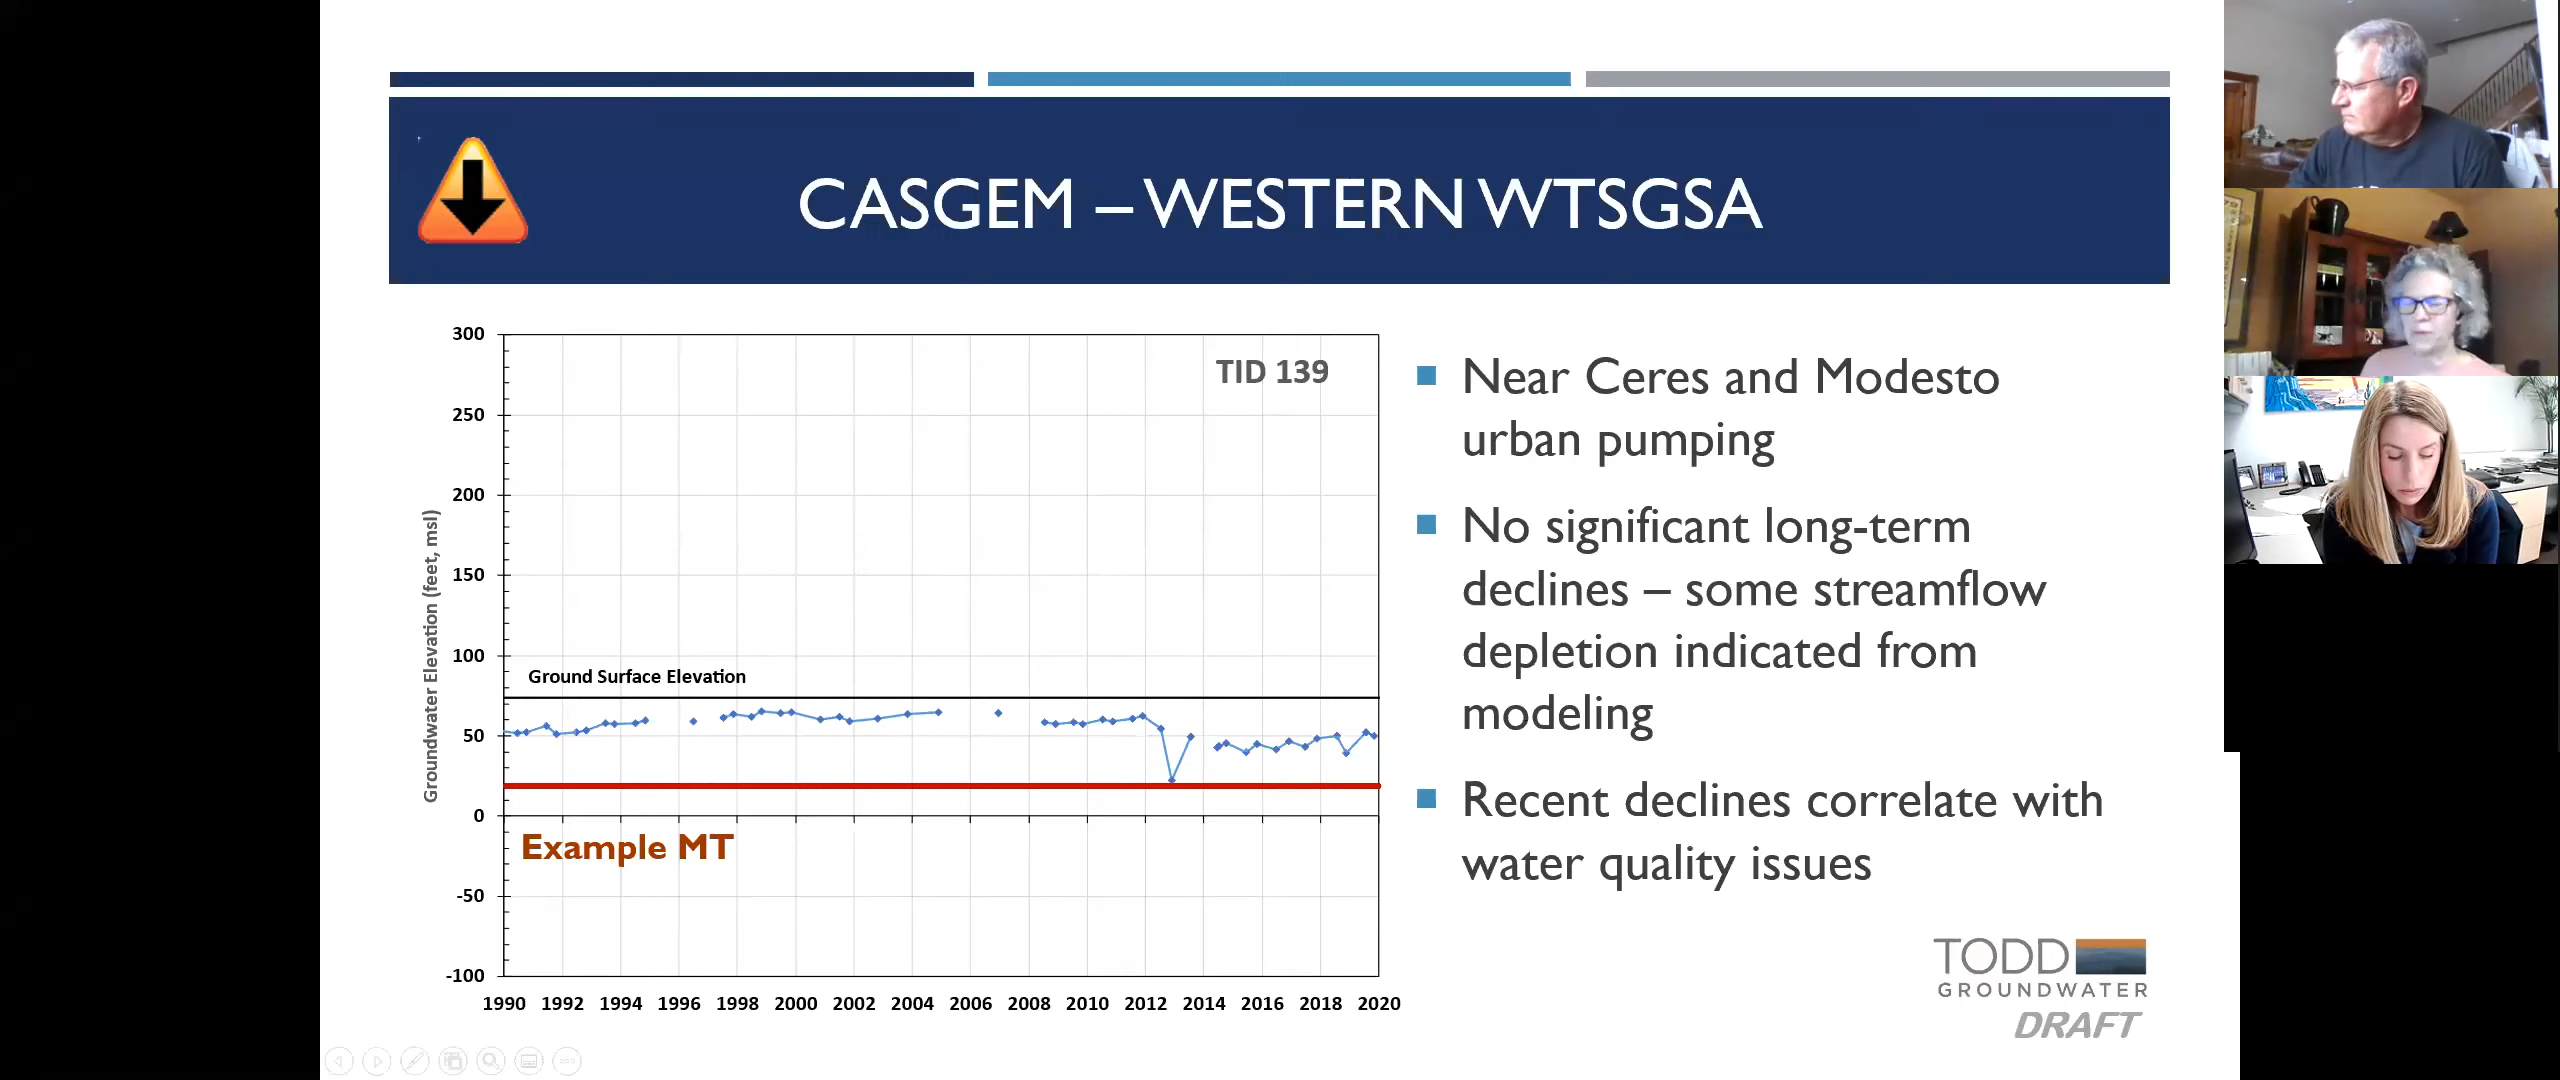 CASGEM – WESTERN WTSGSA
TID 139
300
250
200
150
100
50
0
-50
-100
Groundwater Elevation (feet, msl)
Ground Surface Elevation
Example MT
1990 1992 1994 1996 1998 2000 2002 2004 2006 2008 2010 2012 2014 2016 2018 2020
Near Ceres and Modesto
urban pumping
No significant long-term
declines – some streamflow
depletion indicated from
modeling
Recent declines correlate with
water quality issues
TODD
GROUNDWATER
DRAFT